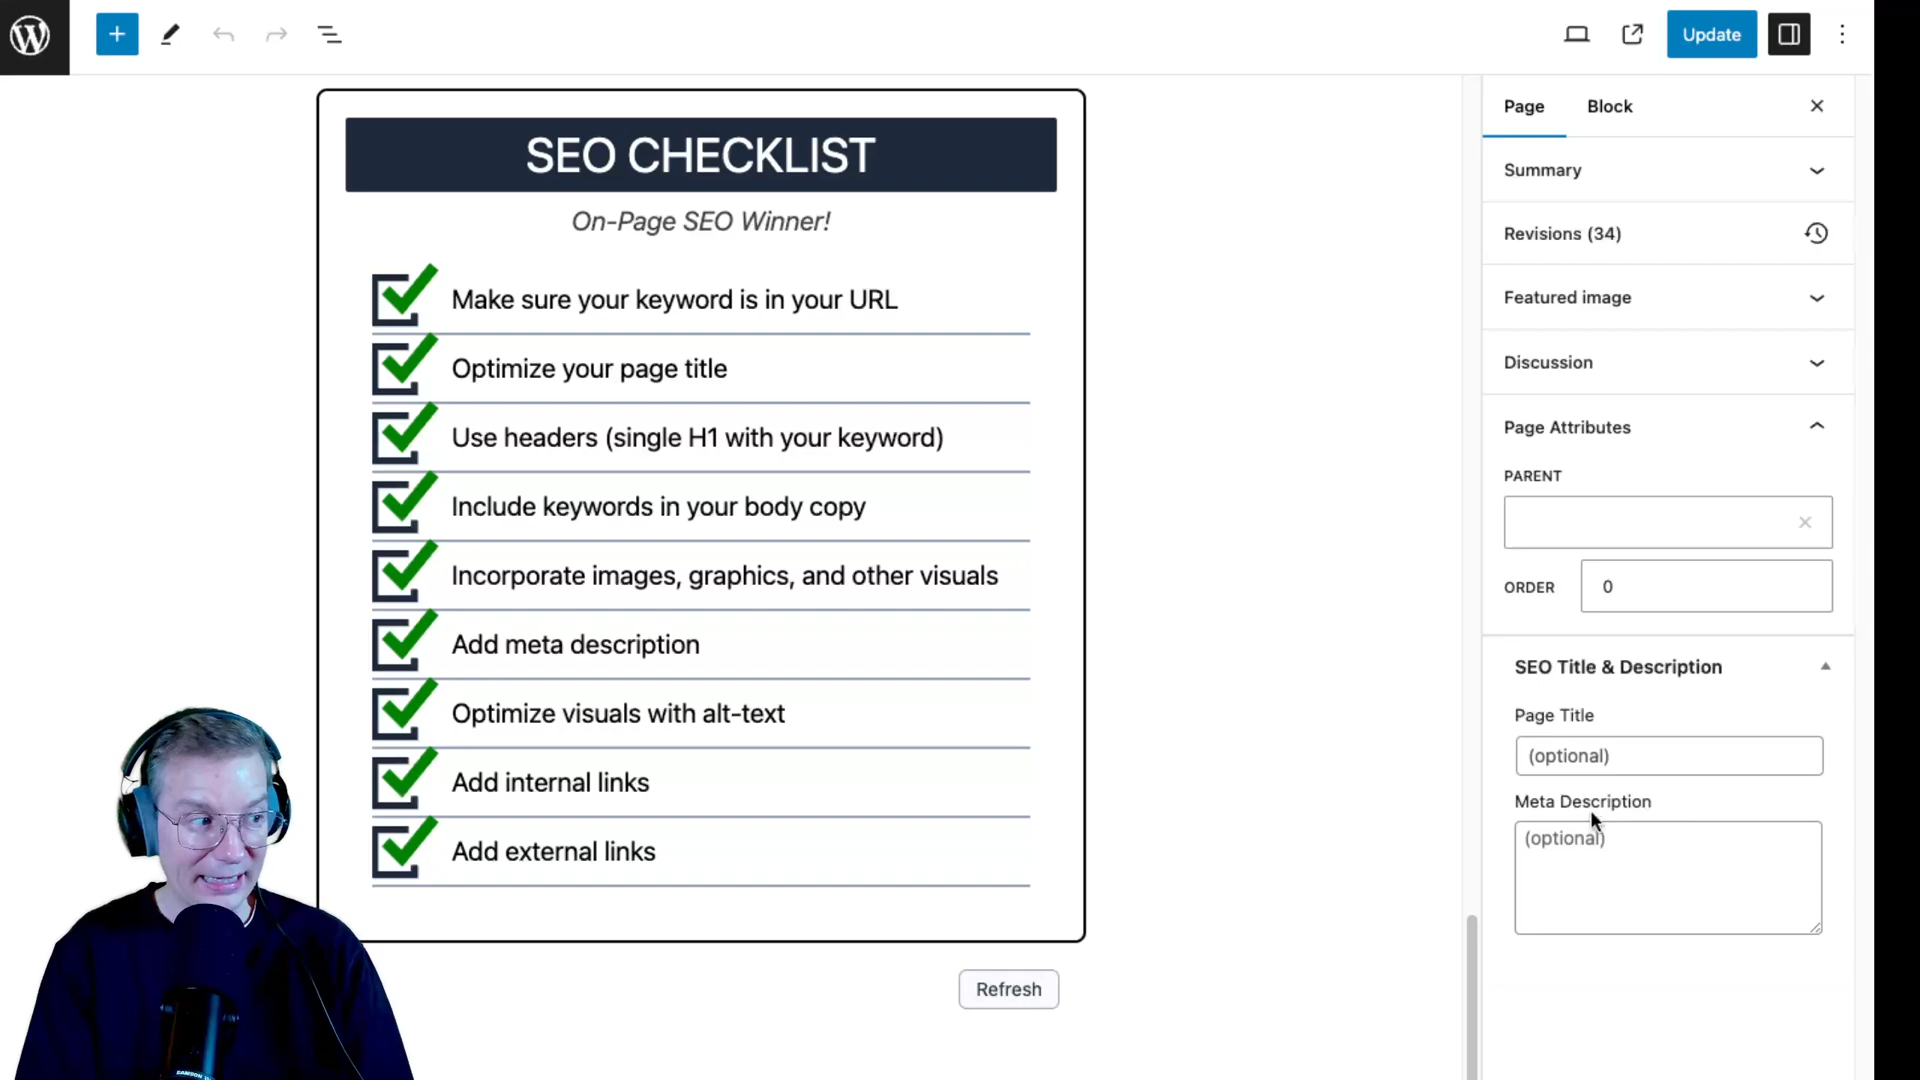 Update
SEO CHECKLIST
On-Page SEO Winner!
Make sure your keyword is in your URL
Optimize your page title
Use headers (single H1 with your keyword)
Include keywords in your body copy
Incorporate images, graphics, and other visuals
Add meta description
Optimize visuals with alt-text
Add internal links
Add external links
Refresh
Page Block
Summary
Revisions (34)
Featured image
Discussion
Page Attributes
PARENT
ORDER 0
SEO Title & Description
Page Title
(optional)
Meta Description
(optional)
SAMSON